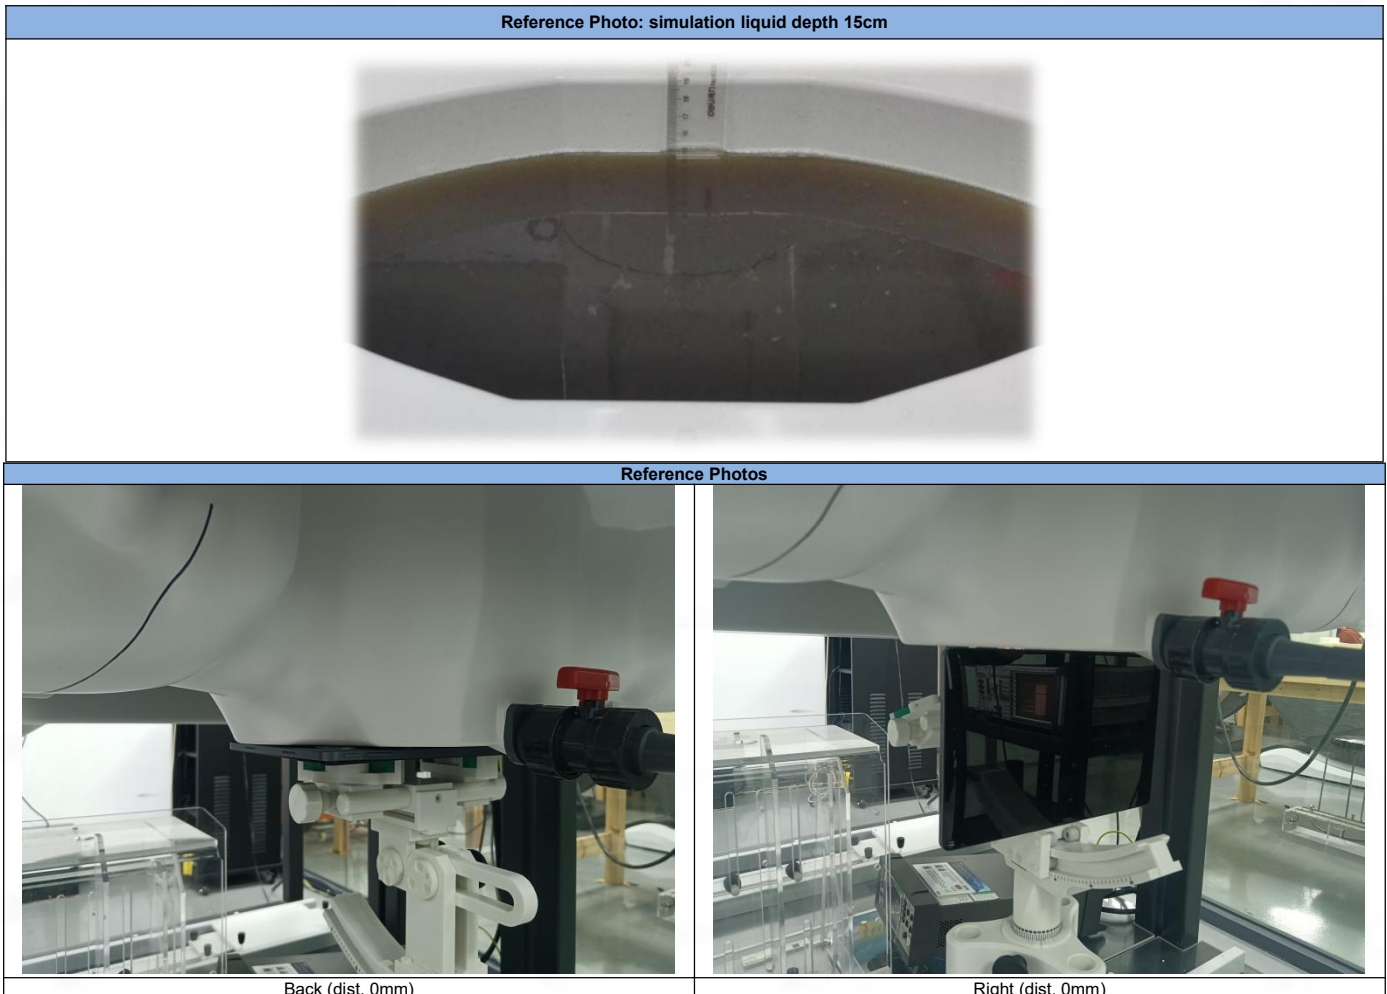 Reference Photo: simulation liquid depth 15cm
Reference Photos
Back (dist. 0mm)
Right (dist. 0mm)